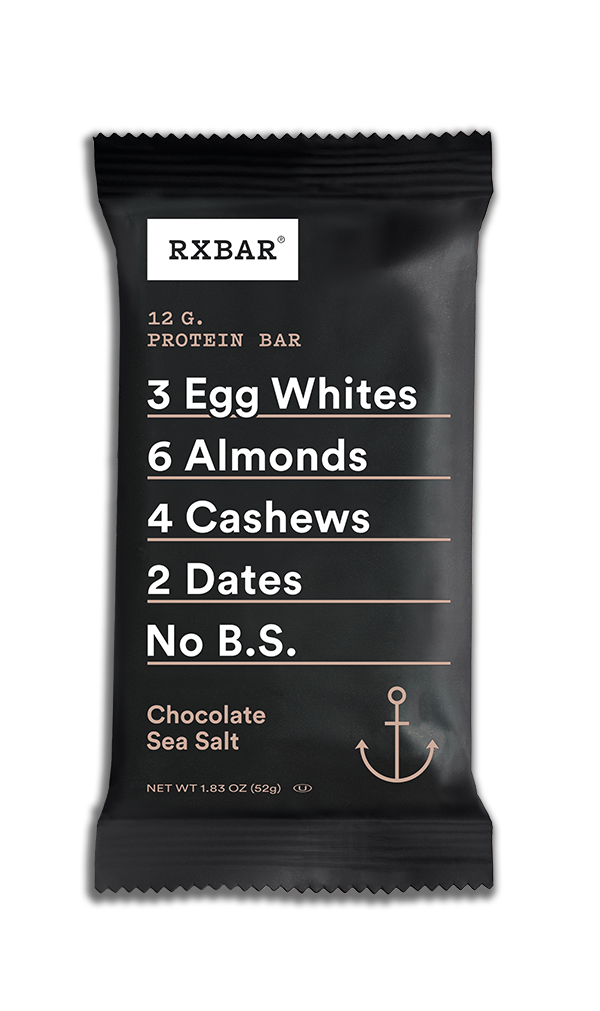 RXBAR®
12 G.
PROTEIN BAR
3 Egg Whites
6 Almonds
4 Cashews
2 Dates
No B.S.
Chocolate
Sea Salt
NET WT 1.83 OZ (52g) U